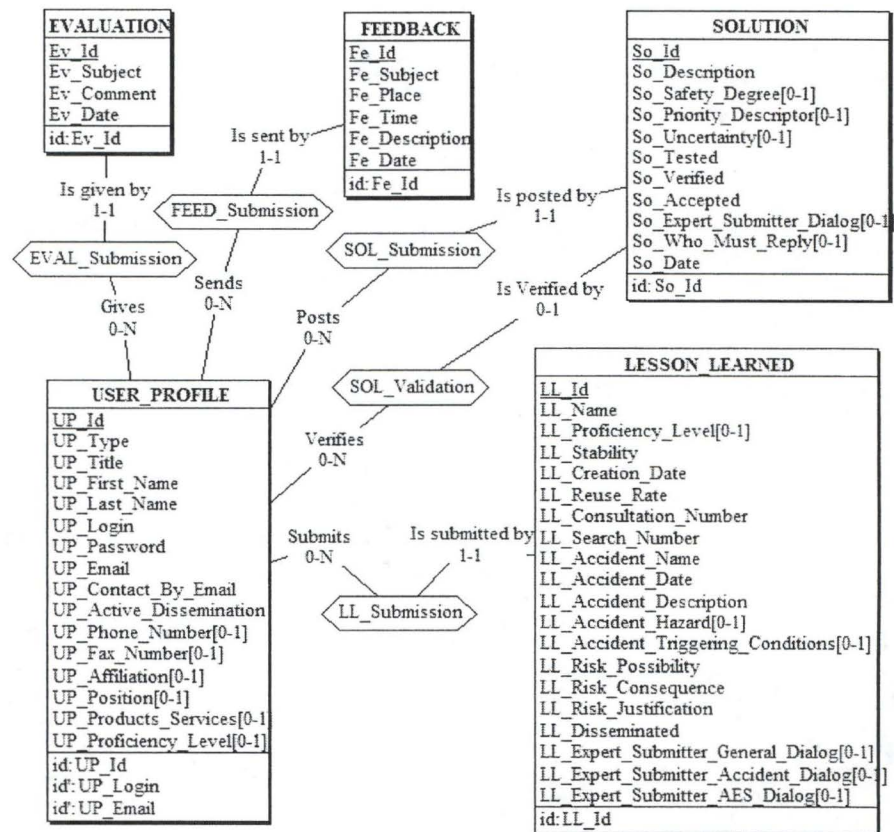 EVALUATION
Ev_Id
Ev_Subject
Ev_Comment
Ev_Date
id:Ev_Id
FEEDBACK
Fe_Id
Fe_Subject
Fe_Place
Fe_Time
Fe_Description
Fe_Date
id:Fe_Id
SOLUTION
So_Id
So_Description
So_Safety_Degree[0-1]
So_Priority_Descriptor[0-1]
So_Uncertainty[0-1]
So_Tested
So_Verified
So_Accepted
So_Expert_Submitter_Dialog[0-1
So_Who_Must_Reply[0-1]
So_Date
id:So_Id
Is given by
1-1
EVAL_Submission
Gives
0-N
Is sent by
1-1
FEED_Submission
Sends
0-N
Is posted by
1-1
SOL_Submission
Posts
0-N
Is Verified by
0-1
SOL_Validation
Verifies
0-N
Is submitted by
1-1
LL_Submission
Submits
0-N
USER_PROFILE
UP_Id
UP_Type
UP_Title
UP_First_Name
UP_Last_Name
UP_Login
UP_Password
UP_Email
UP_Contact_By_Email
UP_Active_Dissemination
UP_Phone_Number[0-1]
UP_Fax_Number[0-1]
UP_Affiliation[0-1]
UP_Position[0-1]
UP_Products_Services[0-1
UP_Proficiency_Level[0-1]
id:UP_Id
id':UP_Login
id':UP_Email
LESSON_LEARNED
LL_Id
LL_Name
LL_Proficiency_Level[0-1]
LL_Stability
LL_Creation_Date
LL_Reuse_Rate
LL_Consultation_Number
LL_Search_Number
LL_Accident_Name
LL_Accident_Date
LL_Accident_Description
LL_Accident_Hazard[0-1]
LL_Accident_Triggering_Conditions[0-1]
LL_Risk_Possibility
LL_Risk_Consequence
LL_Risk_Justification
LL_Disseminated
LL_Expert_Submitter_General_Dialog[0-1]
LL_Expert_Submitter_Accident_Dialog[0-1]
LL_Expert_Submitter_AES_Dialog[0-1]
id:LL_Id